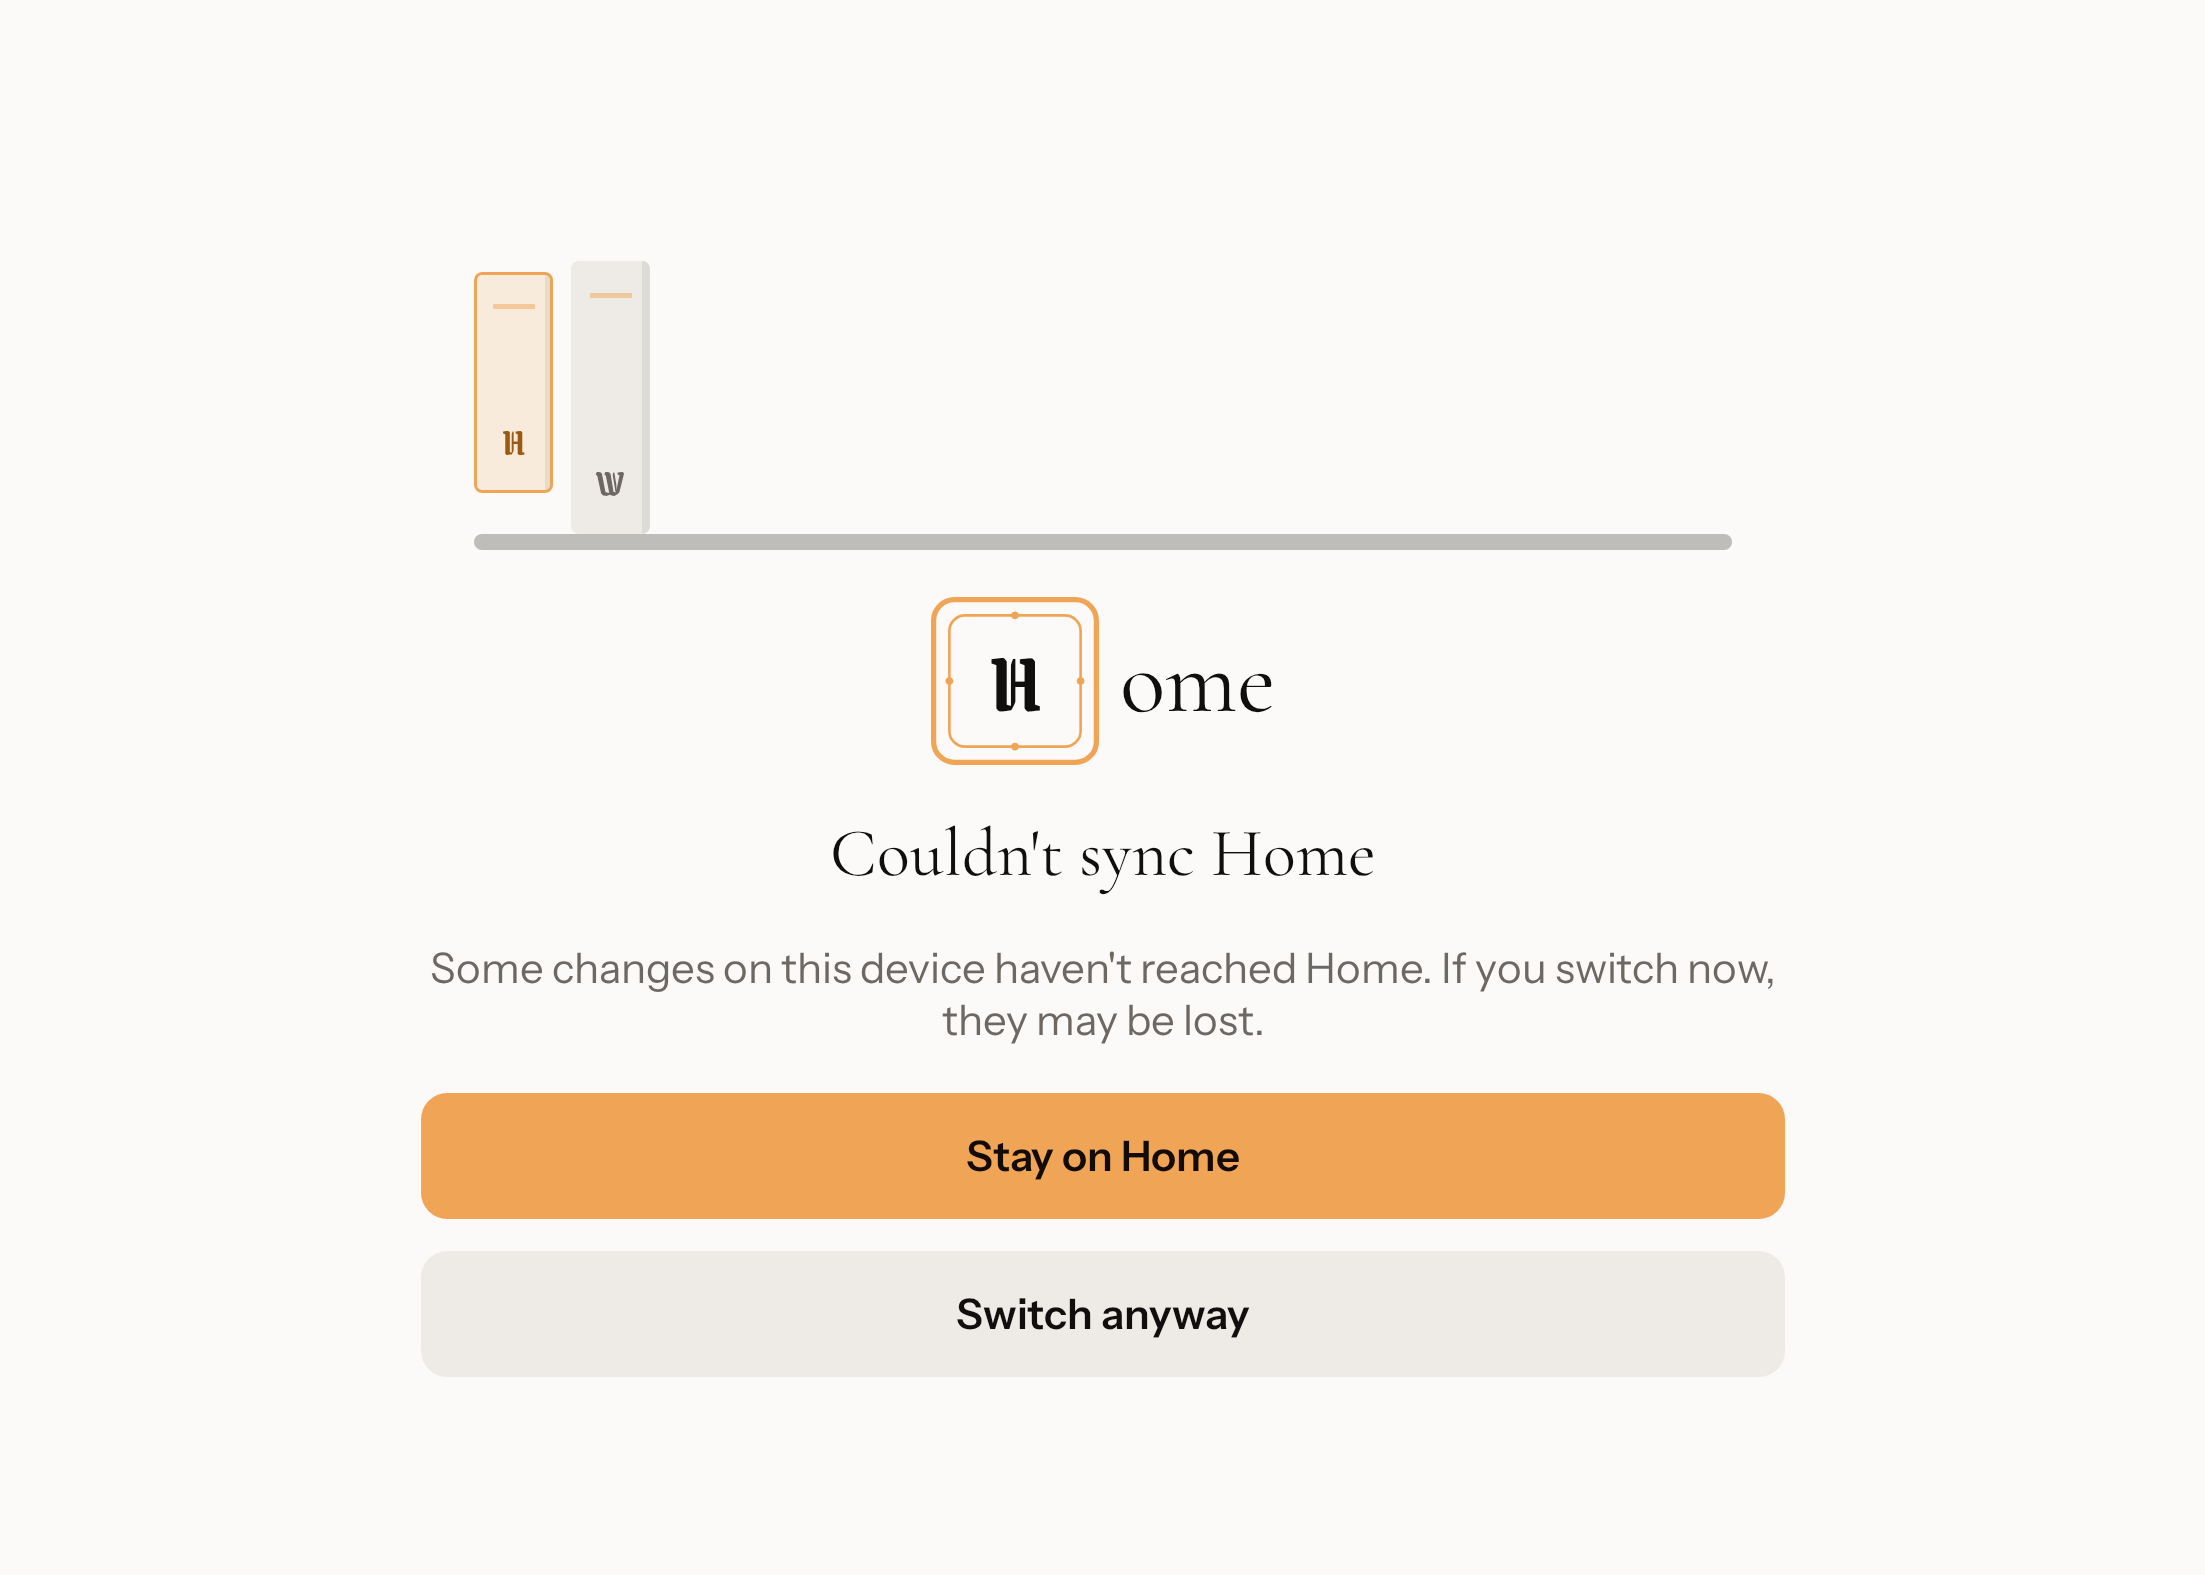 H
W
Home
Couldn't sync Home
Some changes on this device haven't reached Home. If you switch now,
they may be lost.
Stay on Home
Switch anyway